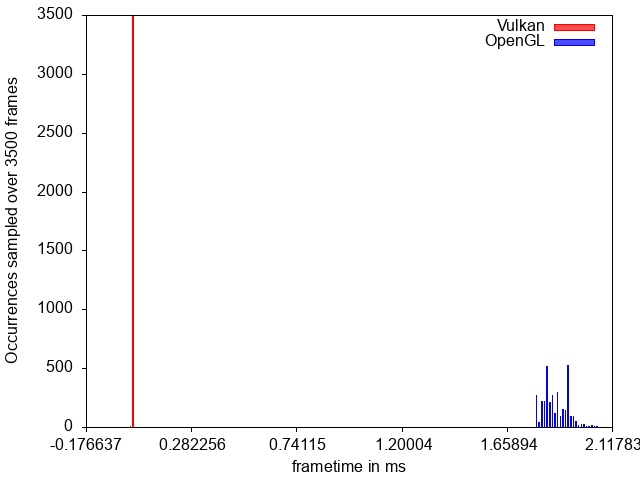 3500
3000
2500
2000
1500
1000
500
0
Occurrences sampled over 3500 frames
Vulkan
OpenGL
-0.176637 0.282256 0.74115 1.20004 1.65894 2.11783
frametime in ms